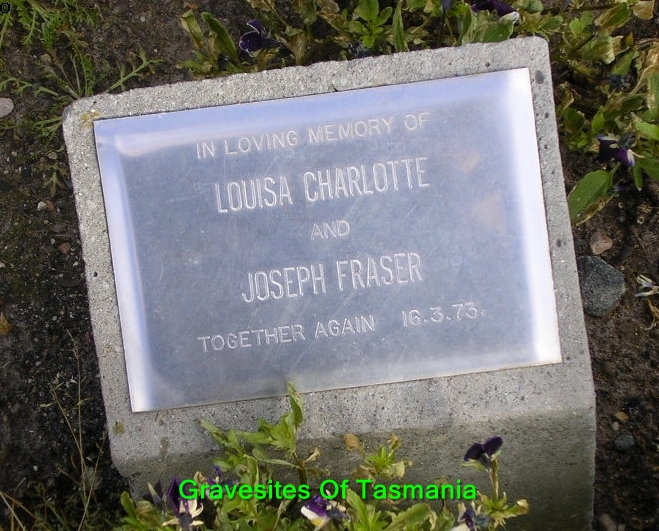 IN LOVING MEMORY OF
LOUISA CHARLOTTE
AND
JOSEPH FRASER
TOGETHER AGAIN 16.3.73.
Gravesites Of Tasmania